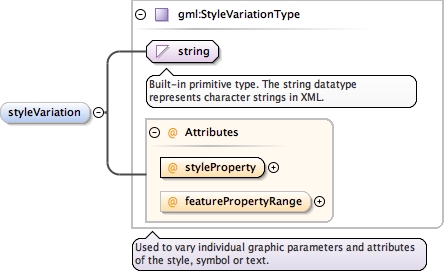 gml:StyleVariationType
string
Built-in primitive type. The string datatype
represents character strings in XML.
styleVariation
@ Attributes
@ styleProperty
@ featurePropertyRange
Used to vary individual graphic parameters and attributes
of the style, symbol or text.